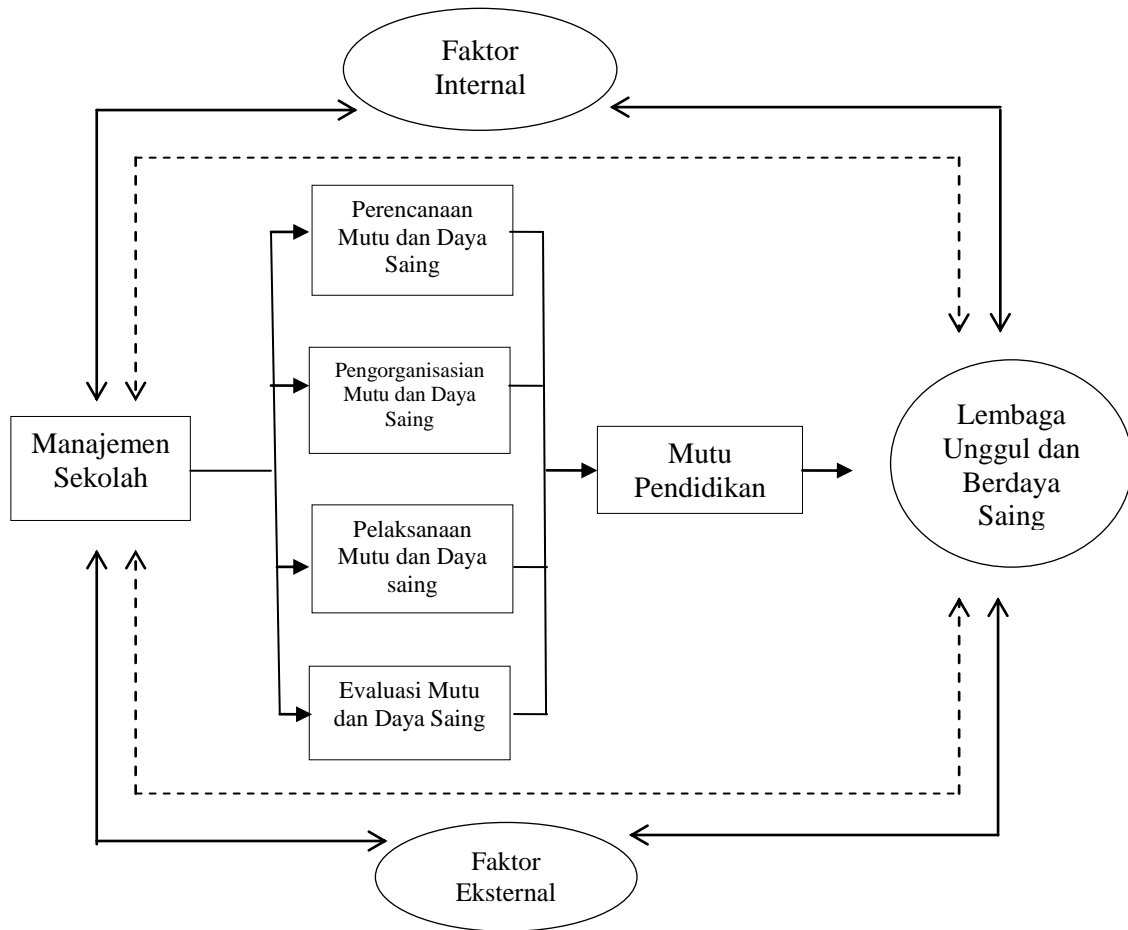 Faktor
Internal
Perencanaan
Mutu dan Daya
Saing
Pengorganisasian
Mutu dan Daya
Saing
Manajemen
Sekolah
Mutu
Pendidikan
Lembaga
Unggul dan
Berdaya
Saing
Pelaksanaan
Mutu dan Daya
saing
Evaluasi Mutu
dan Daya Saing
Faktor
Eksternal